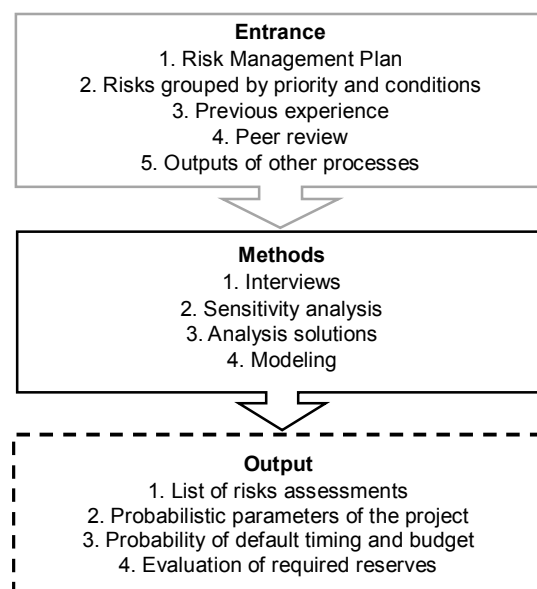 Entrance
1. Risk Management Plan
2. Risks grouped by priority and conditions
3. Previous experience
4. Peer review
5. Outputs of other processes
Methods
1. Interviews
2. Sensitivity analysis
3. Analysis solutions
4. Modeling
Output
1. List of risks assessments
2. Probabilistic parameters of the project
3. Probability of default timing and budget
4. Evaluation of required reserves